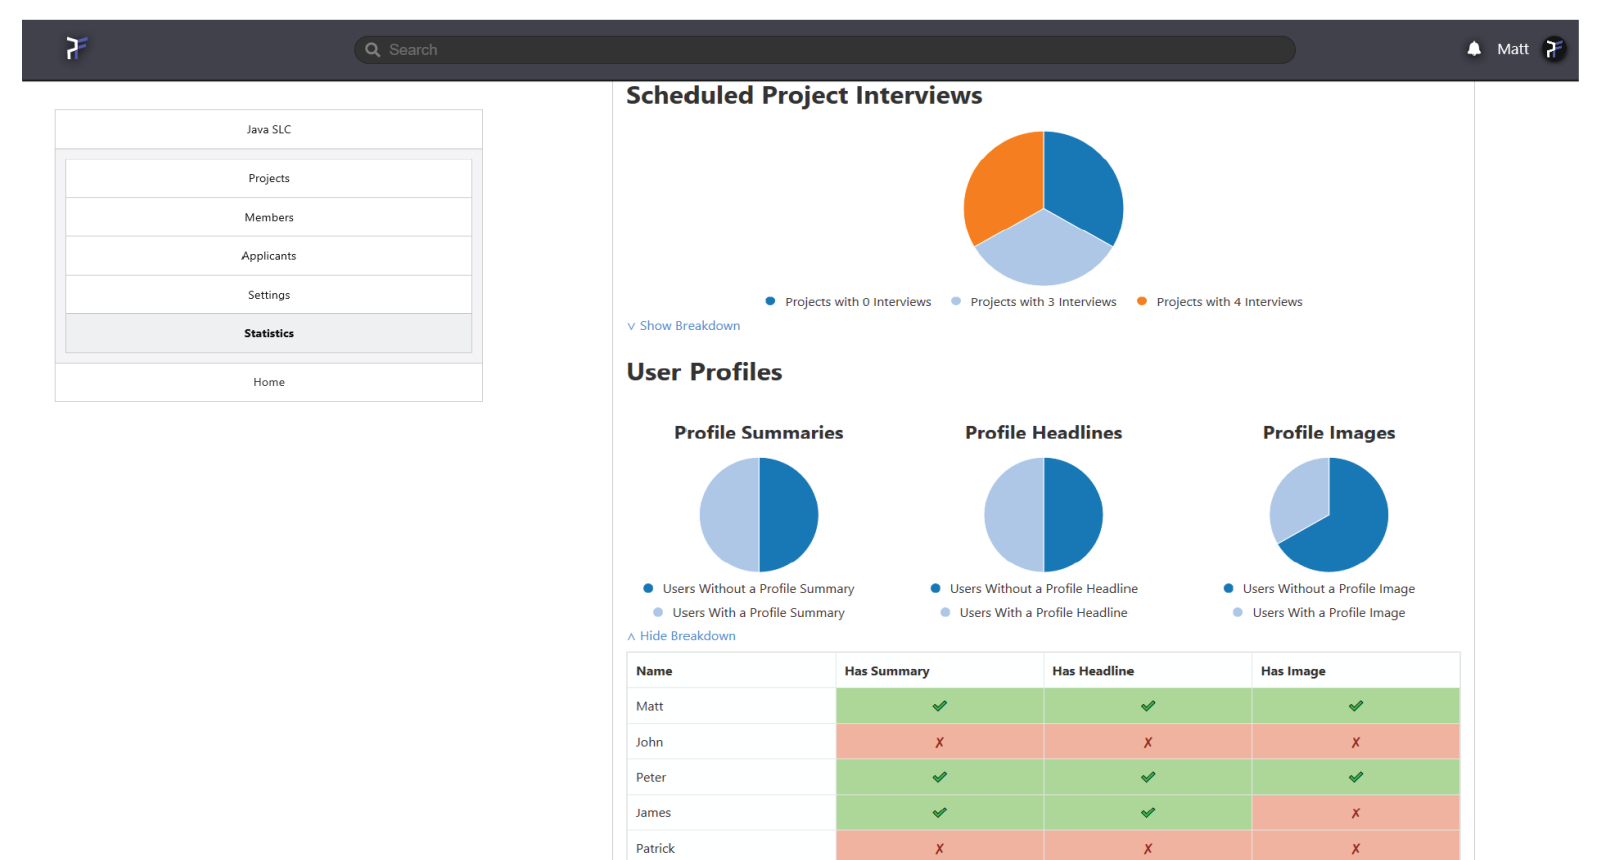 Search
Matt
Java SLC
Projects
Members
Applicants
Settings
Statistics
Home
Scheduled Project Interviews
Projects with 0 Interviews Projects with 3 Interviews Projects with 4 Interviews
˅ Show Breakdown
User Profiles
Profile Summaries Profile Headlines Profile Images
Users Without a Profile Summary Users Without a Profile Headline Users Without a Profile Image
Users With a Profile Summary Users With a Profile Headline Users With a Profile Image
˄ Hide Breakdown
Name Has Summary Has Headline Has Image
Matt ✔ ✔ ✔
John ✗ ✗ ✗
Peter ✔ ✔ ✔
James ✔ ✔ ✗
Patrick ✗ ✗ ✗